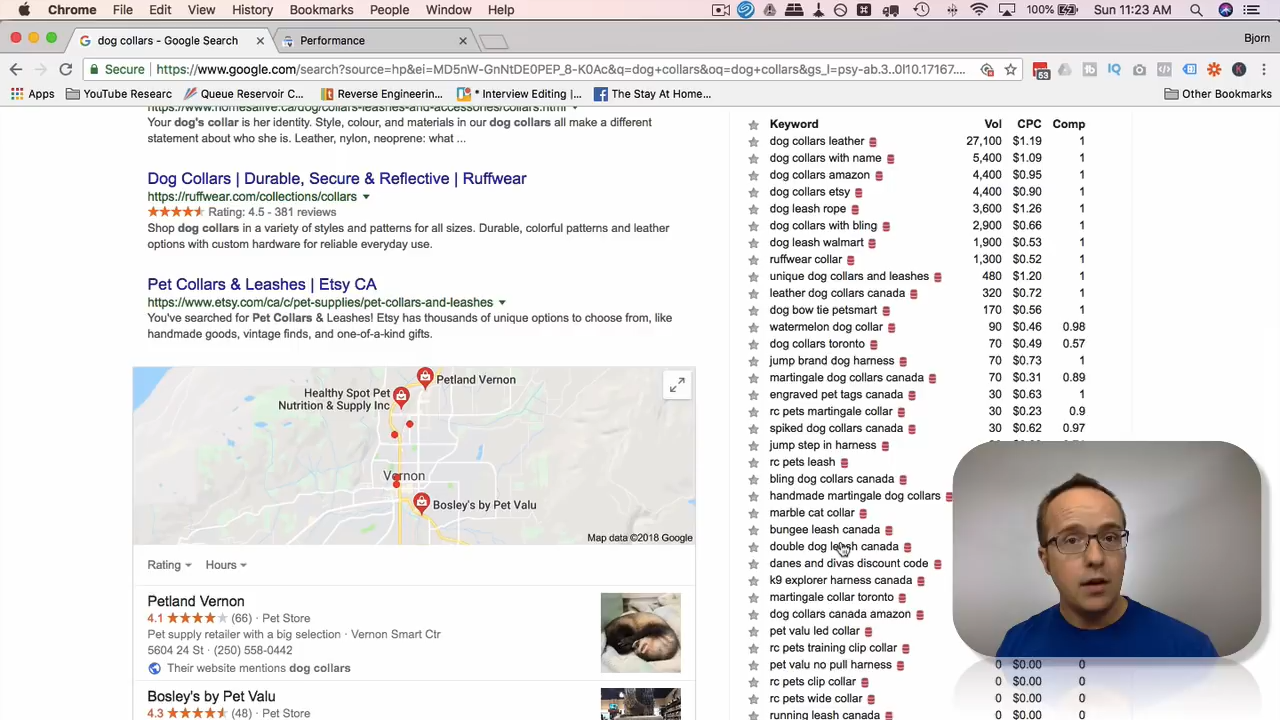 Chrome File Edit View History Bookmarks People Window Help 100% Sun 11:23 AM
dog collars - Google Search Performance Bjorn
Secure https://www.google.com/search?source=hp&ei=MD5nW-GnNtDE0PEP_8-K0Ac&q=dog+collars&oq=dog+collars&gs_l=psy-ab.3..0l10.17167.... 53
Apps YouTube Researc Queue Reservoir C... Reverse Engineerin... * Interview Editing |... The Stay At Home... Other Bookmarks
https://www.homesalive.ca/dog/collars-leashes-and-accessories/collars.html
Your dog's collar is her identity. Style, colour, and materials in our dog collars all make a different
statement about who she is. Leather, nylon, neoprene: what ...
Dog Collars | Durable, Secure & Reflective | Ruffwear
https://ruffwear.com/collections/collars
Rating: 4.5 - 381 reviews
Shop dog collars in a variety of styles and patterns for all sizes. Durable, colorful patterns and leather
options with custom hardware for reliable everyday use.
Pet Collars & Leashes | Etsy CA
https://www.etsy.com/ca/c/pet-supplies/pet-collars-and-leashes
You've searched for Pet Collars & Leashes! Etsy has thousands of unique options to choose from, like
handmade goods, vintage finds, and one-of-a-kind gifts.
Petland Vernon
Healthy Spot Pet
Nutrition & Supply Inc
Vernon
Bosley's by Pet Valu
Map data ©2018 Google
Rating Hours
Petland Vernon
4.1 (66) · Pet Store
Pet supply retailer with a big selection · Vernon Smart Ctr
5604 24 St · (250) 558-0442
Their website mentions dog collars
Bosley's by Pet Valu
4.3 (48) · Pet Store
Keyword Vol CPC Comp
dog collars leather 27,100 $1.19 1
dog collars with name 5,400 $1.09 1
dog collars amazon 4,400 $0.95 1
dog collars etsy 4,400 $0.90 1
dog leash rope 3,600 $1.26 1
dog collars with bling 2,900 $0.66 1
dog leash walmart 1,900 $0.53 1
ruffwear collar 1,300 $0.52 1
unique dog collars and leashes 480 $1.20 1
leather dog collars canada 320 $0.72 1
dog bow tie petsmart 170 $0.56 1
watermelon dog collar 90 $0.46 0.98
dog collars toronto 70 $0.49 0.57
jump brand dog harness 70 $0.73 1
martingale dog collars canada 70 $0.31 0.89
engraved pet tags canada 30 $0.63 1
rc pets martingale collar 30 $0.23 0.9
spiked dog collars canada 30 $0.62 0.97
jump step in harness
rc pets leash
bling dog collars canada
handmade martingale dog collars
marble cat collar
bungee leash canada
double dog leash canada
danes and divas discount code
k9 explorer harness canada
martingale collar toronto
dog collars canada amazon
pet valu led collar
rc pets training clip collar
pet valu no pull harness 0 $0.00 0
rc pets clip collar 0 $0.00 0
rc pets wide collar 0 $0.00 0
running leash canada 0 $0.00 0